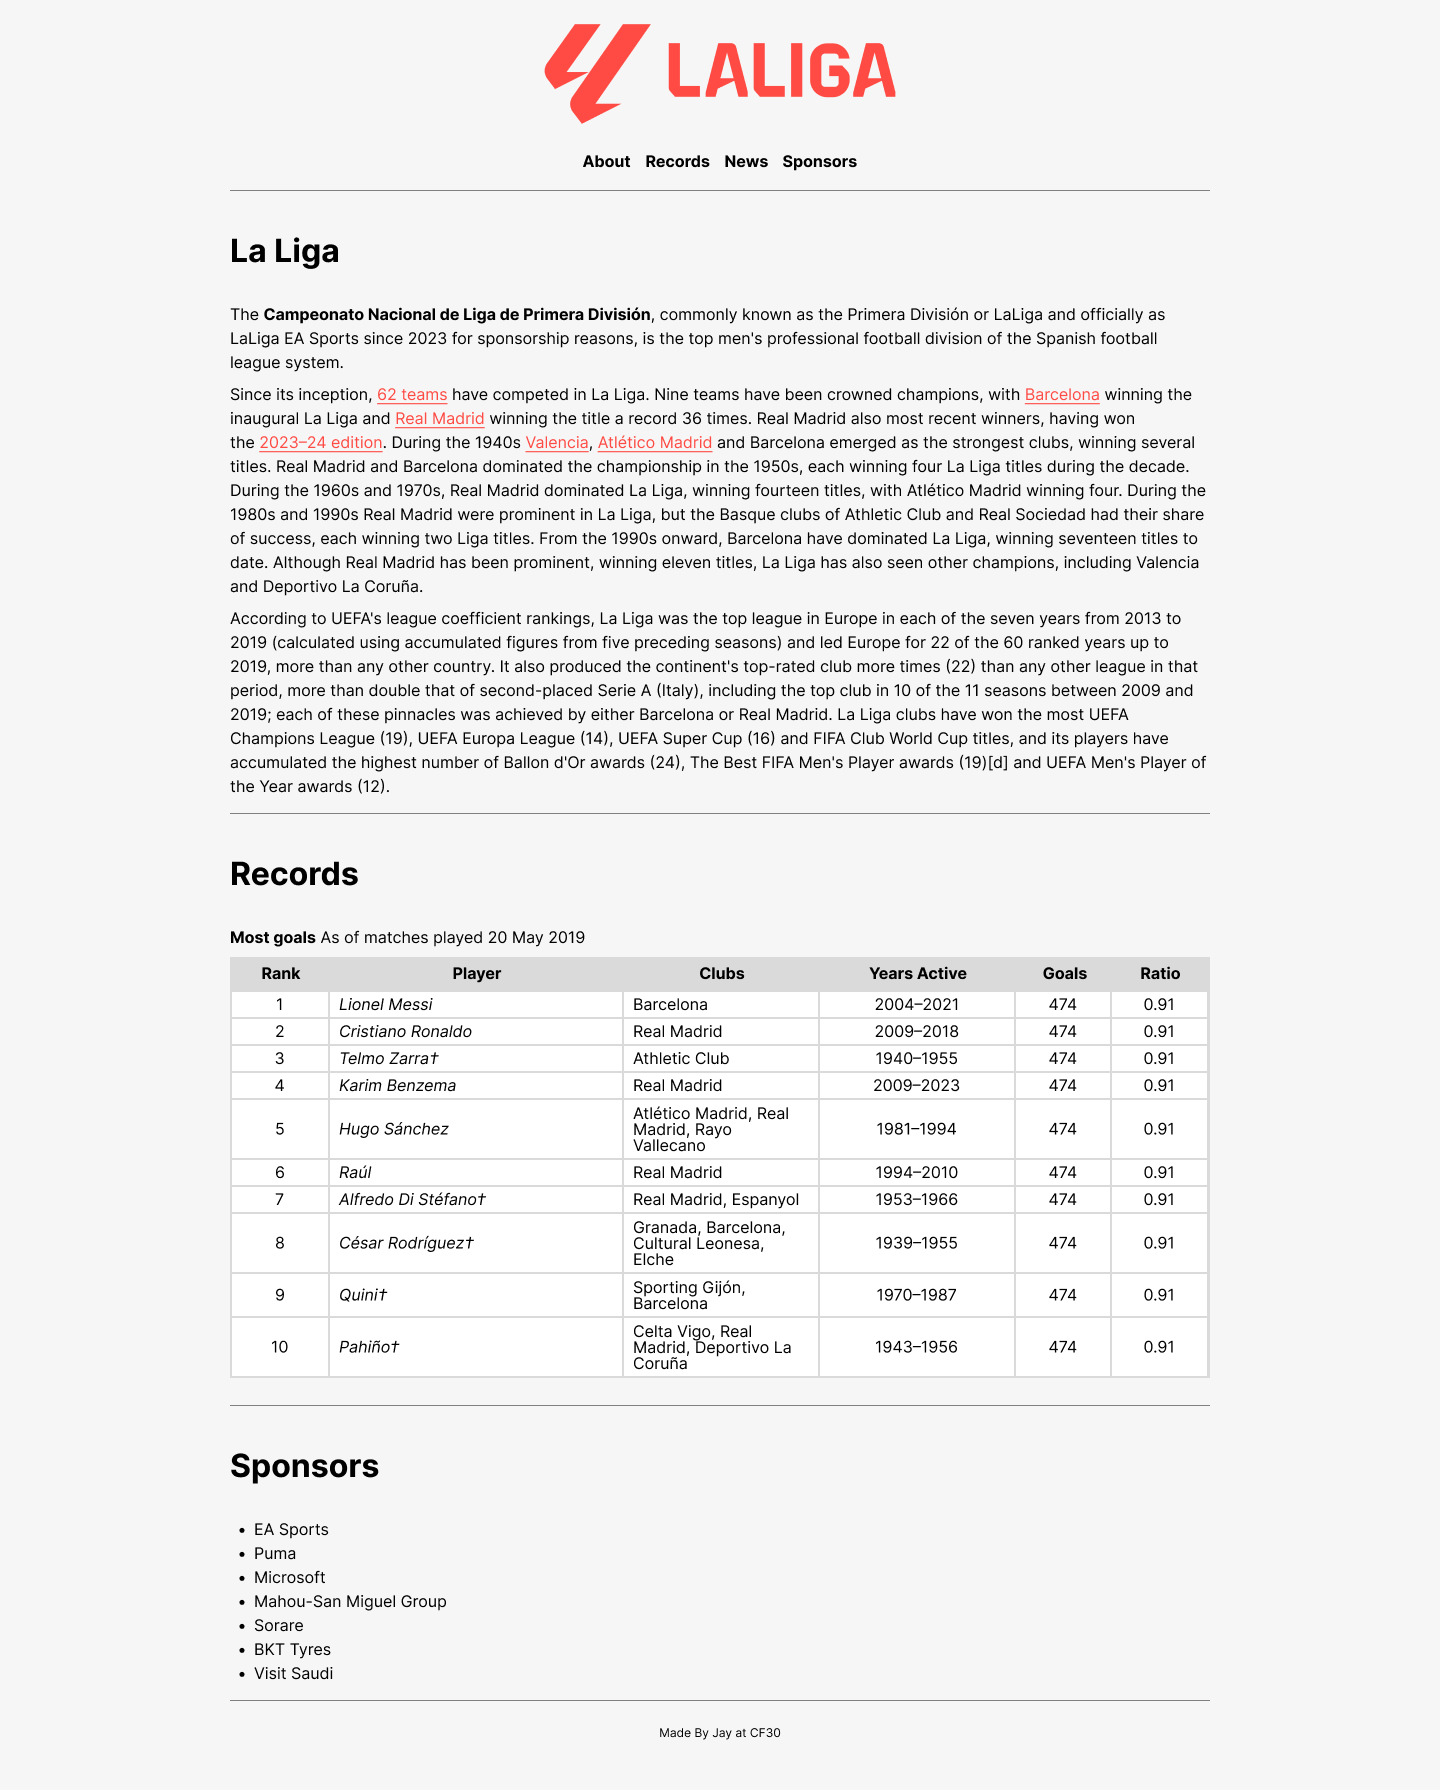 LALIGA
About Records News Sponsors
La Liga
The Campeonato Nacional de Liga de Primera División, commonly known as the Primera División or LaLiga and officially as
LaLiga EA Sports since 2023 for sponsorship reasons, is the top men's professional football division of the Spanish football
league system.
Since its inception, 62 teams have competed in La Liga. Nine teams have been crowned champions, with Barcelona winning the
inaugural La Liga and Real Madrid winning the title a record 36 times. Real Madrid also most recent winners, having won
the 2023–24 edition. During the 1940s Valencia, Atlético Madrid and Barcelona emerged as the strongest clubs, winning several
titles. Real Madrid and Barcelona dominated the championship in the 1950s, each winning four La Liga titles during the decade.
During the 1960s and 1970s, Real Madrid dominated La Liga, winning fourteen titles, with Atlético Madrid winning four. During the
1980s and 1990s Real Madrid were prominent in La Liga, but the Basque clubs of Athletic Club and Real Sociedad had their share
of success, each winning two Liga titles. From the 1990s onward, Barcelona have dominated La Liga, winning seventeen titles to
date. Although Real Madrid has been prominent, winning eleven titles, La Liga has also seen other champions, including Valencia
and Deportivo La Coruña.
According to UEFA's league coefficient rankings, La Liga was the top league in Europe in each of the seven years from 2013 to
2019 (calculated using accumulated figures from five preceding seasons) and led Europe for 22 of the 60 ranked years up to
2019, more than any other country. It also produced the continent's top-rated club more times (22) than any other league in that
period, more than double that of second-placed Serie A (Italy), including the top club in 10 of the 11 seasons between 2009 and
2019; each of these pinnacles was achieved by either Barcelona or Real Madrid. La Liga clubs have won the most UEFA
Champions League (19), UEFA Europa League (14), UEFA Super Cup (16) and FIFA Club World Cup titles, and its players have
accumulated the highest number of Ballon d'Or awards (24), The Best FIFA Men's Player awards (19)[d] and UEFA Men's Player of
the Year awards (12).
Records
Most goals As of matches played 20 May 2019
Rank Player Clubs Years Active Goals Ratio
1 Lionel Messi Barcelona 2004–2021 474 0.91
2 Cristiano Ronaldo Real Madrid 2009–2018 474 0.91
3 Telmo Zarra† Athletic Club 1940–1955 474 0.91
4 Karim Benzema Real Madrid 2009–2023 474 0.91
5 Hugo Sánchez Atlético Madrid, Real
Madrid, Rayo
Vallecano 1981–1994 474 0.91
6 Raúl Real Madrid 1994–2010 474 0.91
7 Alfredo Di Stéfano† Real Madrid, Espanyol 1953–1966 474 0.91
8 César Rodríguez† Granada, Barcelona,
Cultural Leonesa,
Elche 1939–1955 474 0.91
9 Quini† Sporting Gijón,
Barcelona 1970–1987 474 0.91
10 Pahiño† Celta Vigo, Real
Madrid, Deportivo La
Coruña 1943–1956 474 0.91
Sponsors
• EA Sports
• Puma
• Microsoft
• Mahou-San Miguel Group
• Sorare
• BKT Tyres
• Visit Saudi
Made By Jay at CF30